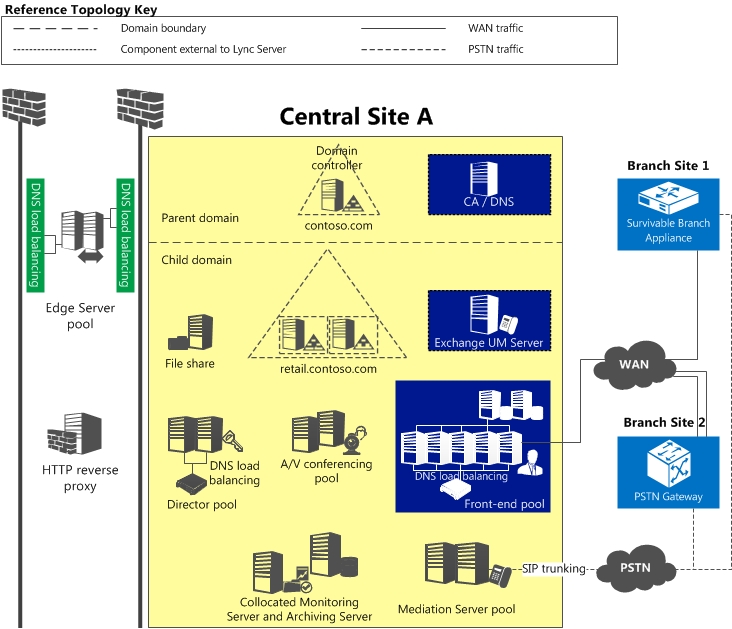 Reference Topology Key
Domain boundary
WAN traffic
Component external to Lync Server
PSTN traffic
Central Site A
Domain
controller
CA / DNS
Parent domain
contoso.com
Child domain
DNS load balancing
DNS load balancing
Edge Server
pool
File share
retail.contoso.com
Exchange UM Server
HTTP reverse
proxy
DNS load
balancing
Director pool
A/V conferencing
pool
DNS load balancing
Front-end pool
Collocated Monitoring
Server and Archiving Server
Mediation Server pool
SIP trunking
Branch Site 1
Survivable Branch
Appliance
WAN
Branch Site 2
PSTN Gateway
PSTN